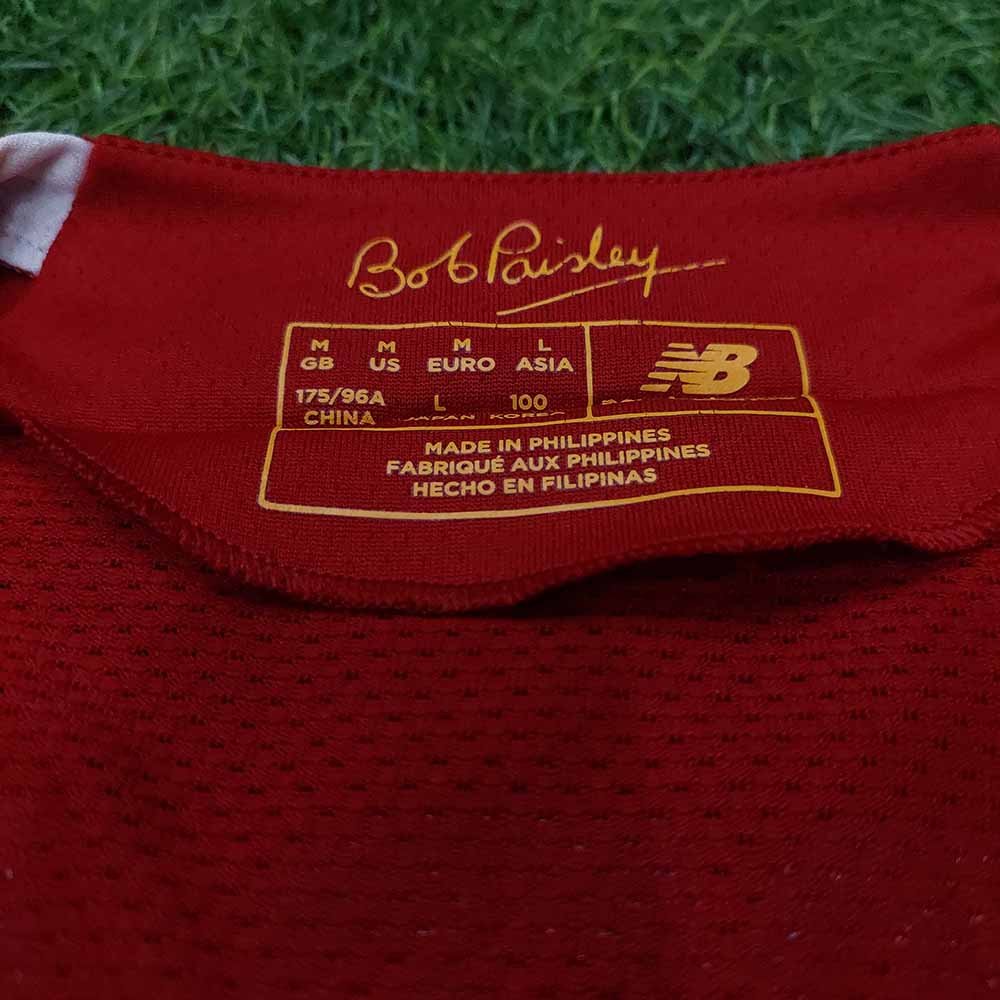 Bob Paisley
M M M L
GB US EURO ASIA
175/96A L 100
CHINA JAPAN KOREA
NB
MADE IN PHILIPPINES
FABRIQUÉ AUX PHILIPPINES
HECHO EN FILIPINAS